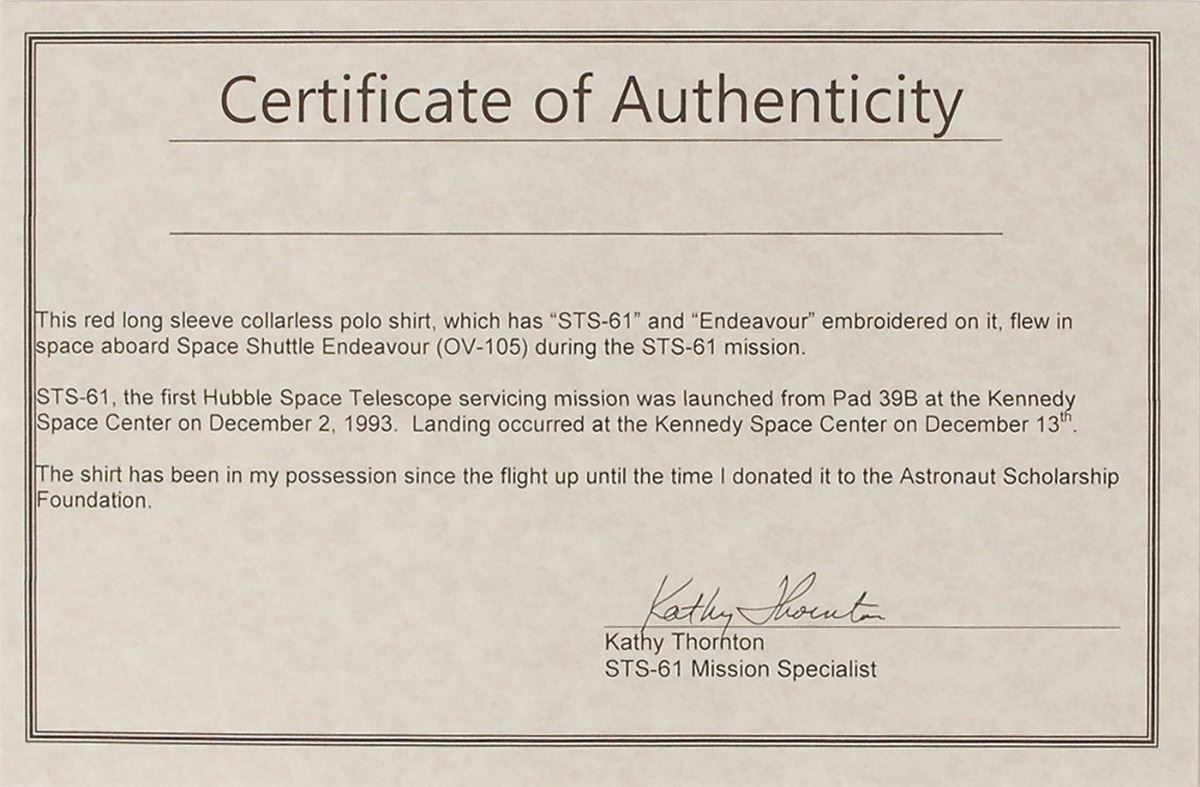 Certificate of Authenticity
This red long sleeve collarless polo shirt, which has “STS-61” and “Endeavour” embroidered on it, flew in
space aboard Space Shuttle Endeavour (OV-105) during the STS-61 mission.
STS-61, the first Hubble Space Telescope servicing mission was launched from Pad 39B at the Kennedy
Space Center on December 2, 1993.  Landing occurred at the Kennedy Space Center on December 13th.
The shirt has been in my possession since the flight up until the time I donated it to the Astronaut Scholarship
Foundation.
Kathy Thornton
Kathy Thornton
STS-61 Mission Specialist